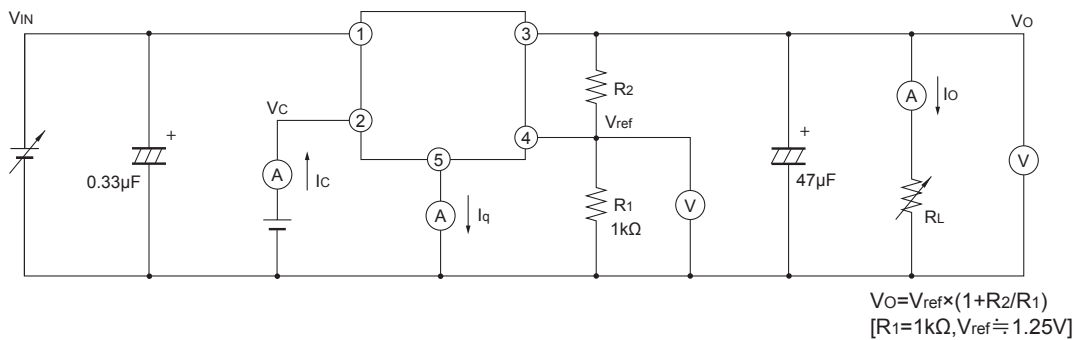 VIN
VO
1
3
A
IO
R2
VC
Vref
2
4
+
+
5
0.33μF
A
IC
A
Iq
R1
1kΩ
V
47μF
V
RL
VO=Vref×(1+R2/R1)
[R1=1kΩ,Vref≒1.25V]